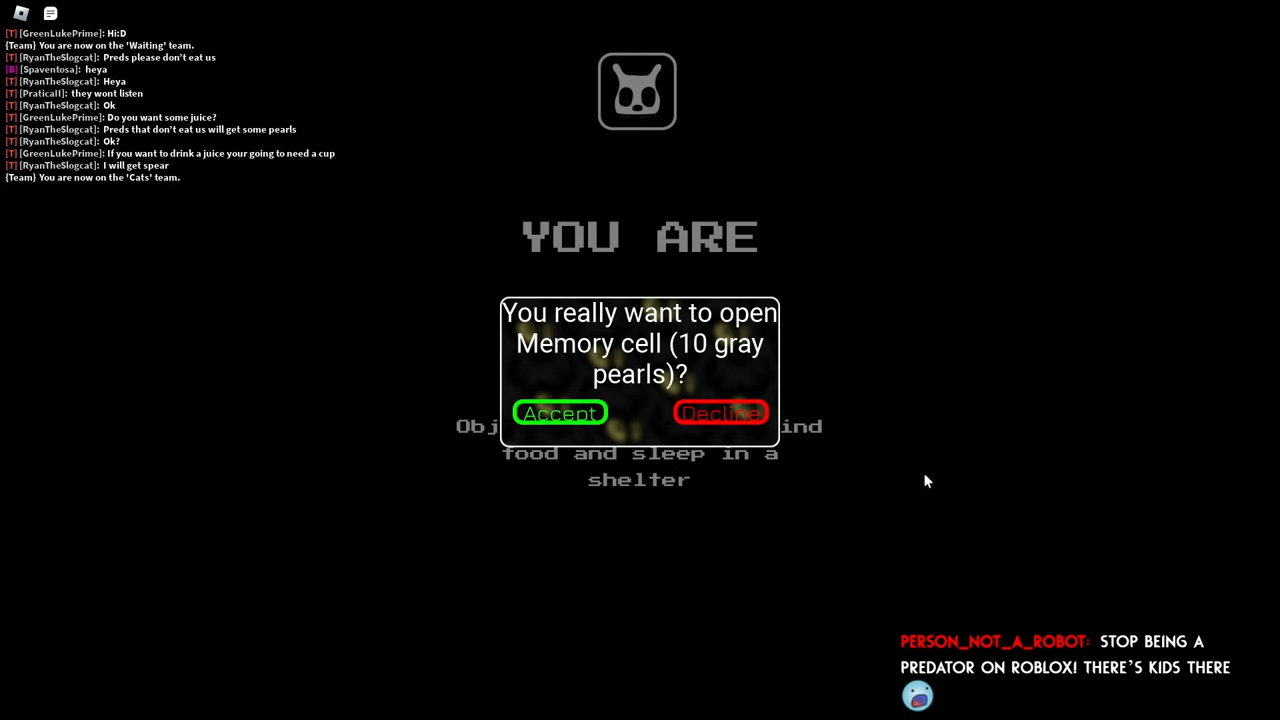 [T] [GreenLukePrime]: Hi:D
{Team} You are now on the 'Waiting' team.
[T] [RyanTheSlogcat]: Preds please don't eat us
[B] [Spaventosa]: heya
[T] [RyanTheSlogcat]: Heya
[T] [PraticaII]: they wont listen
[T] [RyanTheSlogcat]: Ok
[T] [GreenLukePrime]: Do you want some juice?
[T] [RyanTheSlogcat]: Preds that don't eat us will get some pearls
[T] [RyanTheSlogcat]: Ok?
[T] [GreenLukePrime]: If you want to drink a juice your going to need a cup
[T] [RyanTheSlogcat]: I will get spear
{Team} You are now on the 'Cats' team.
YOU ARE
You really want to open
Memory cell (10 gray
pearls)?
Accept Decline
Obj ind
food and sleep in a
shelter
PERSON_NOT_A_ROBOT: STOP BEING A
PREDATOR ON ROBLOX! THERE'S KIDS THERE